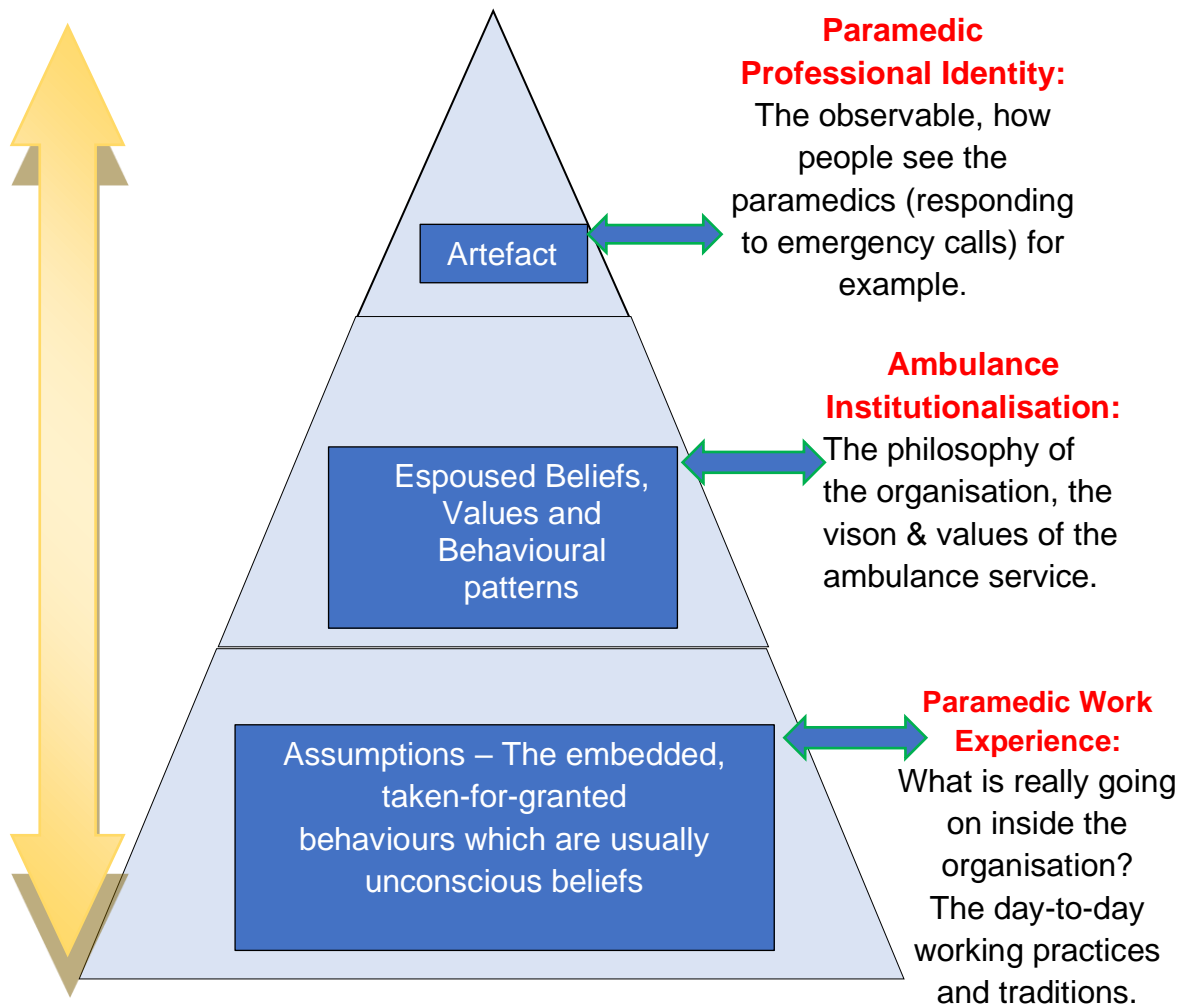 Paramedic
Professional Identity:
The observable, how
people see the
paramedics (responding
to emergency calls) for
example.
Artefact
Ambulance
Institutionalisation:
The philosophy of
the organisation, the
vison & values of the
ambulance service.
Espoused Beliefs,
Values and
Behavioural
patterns
Paramedic Work
Experience:
What is really going
on inside the
organisation?
The day-to-day
working practices
and traditions.
Assumptions – The embedded,
taken-for-granted
behaviours which are usually
unconscious beliefs